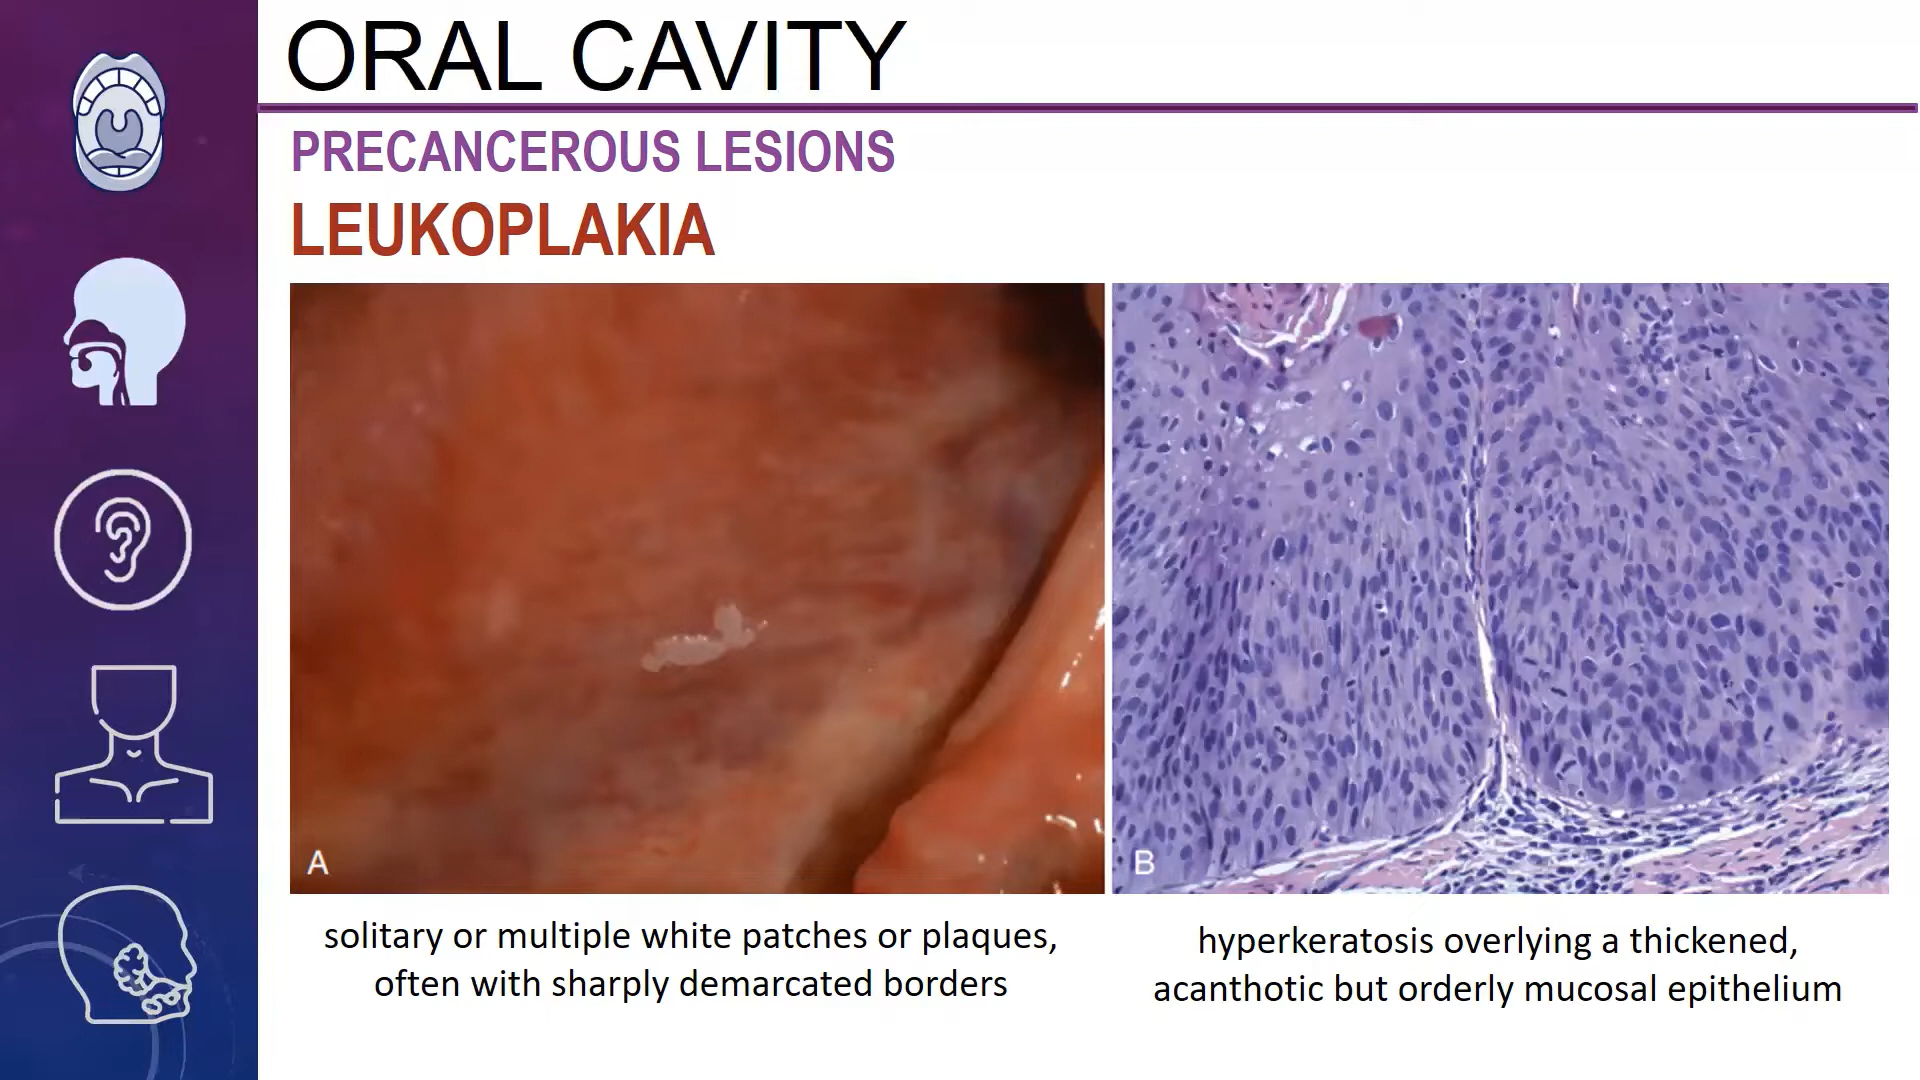 ORAL CAVITY
PRECANCEROUS LESIONS
LEUKOPLAKIA
A
B
solitary or multiple white patches or plaques,
often with sharply demarcated borders
hyperkeratosis overlying a thickened,
acanthotic but orderly mucosal epithelium